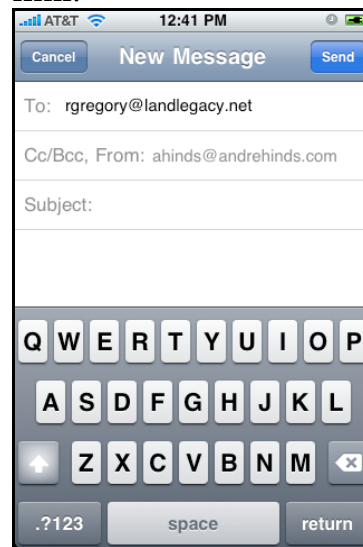 AT&T 12:41 PM
Cancel New Message Send
To: rgregory@landlegacy.net
Cc/Bcc, From: ahinds@andrehinds.com
Subject:
Q W E R T Y U I O P
A S D F G H J K L
Z X C V B N M
.?123 space return